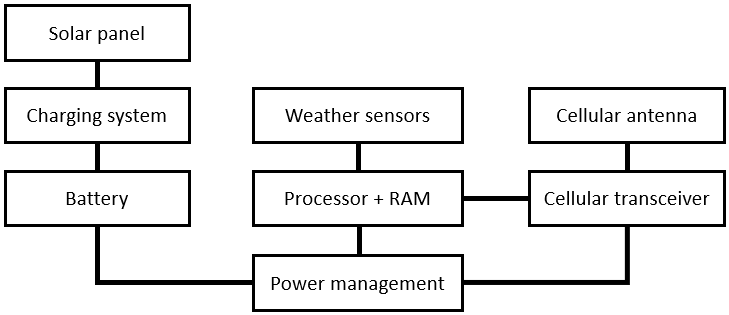 Solar panel
Charging system
Weather sensors
Cellular antenna
Battery
Processor + RAM
Cellular transceiver
Power management